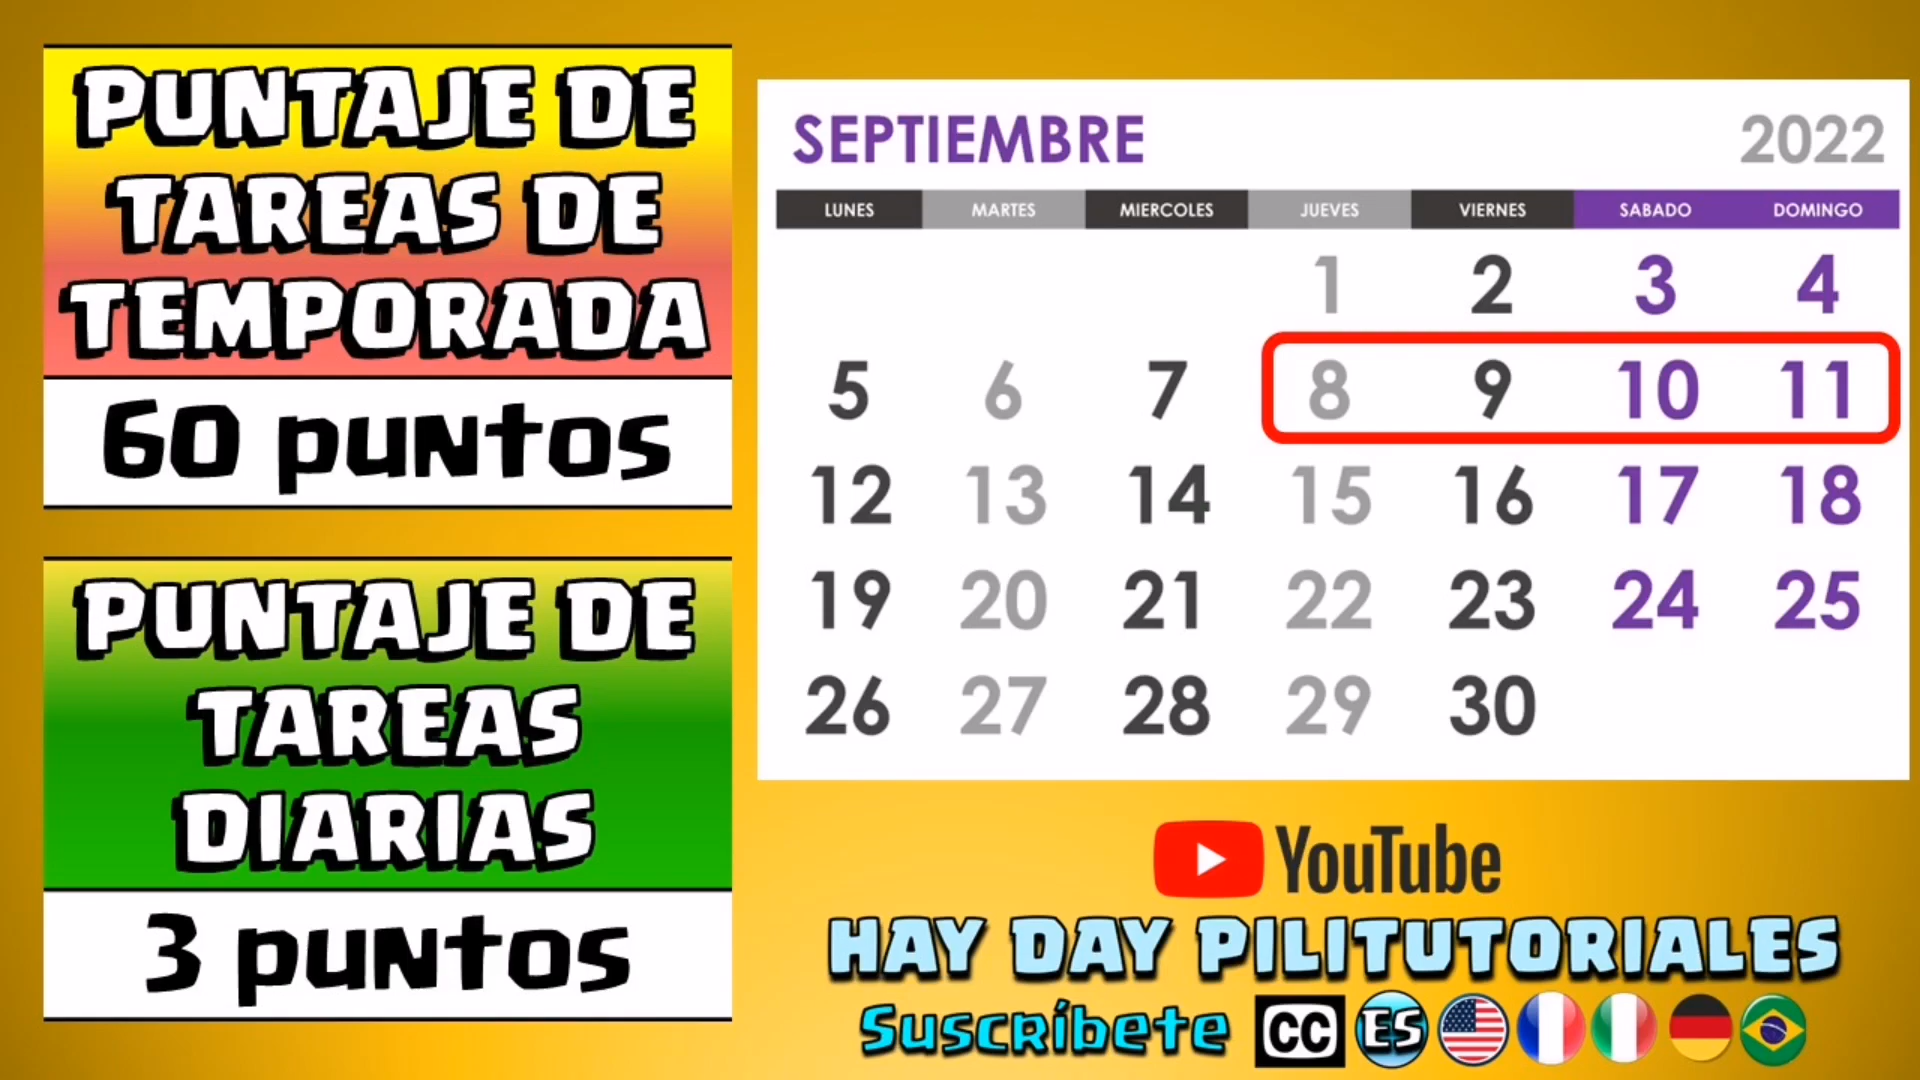 PUNTAJE DE
TAREAS DE
TEMPORADA
60 puntos
PUNTAJE DE
TAREAS
DIARIAS
3 puntos
SEPTIEMBRE 2022
LUNES MARTES MIERCOLES JUEVES VIERNES SABADO DOMINGO
1 2 3 4
5 6 7 8 9 10 11
12 13 14 15 16 17 18
19 20 21 22 23 24 25
26 27 28 29 30
YouTube
HAY DAY PILITUTORIALES
Suscríbete CC ES